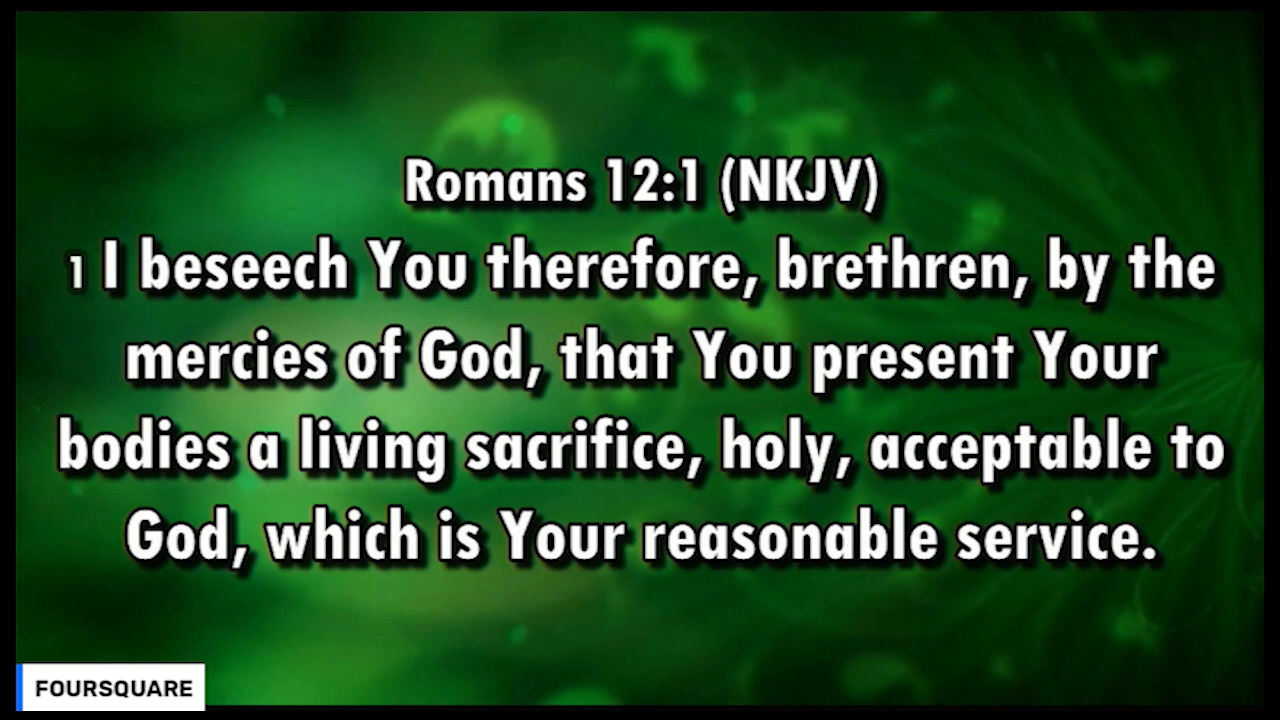 Romans 12:1 (NKJV)
1 I beseech You therefore, brethren, by the
mercies of God, that You present Your
bodies a living sacrifice, holy, acceptable to
God, which is Your reasonable service.
FOURSQUARE